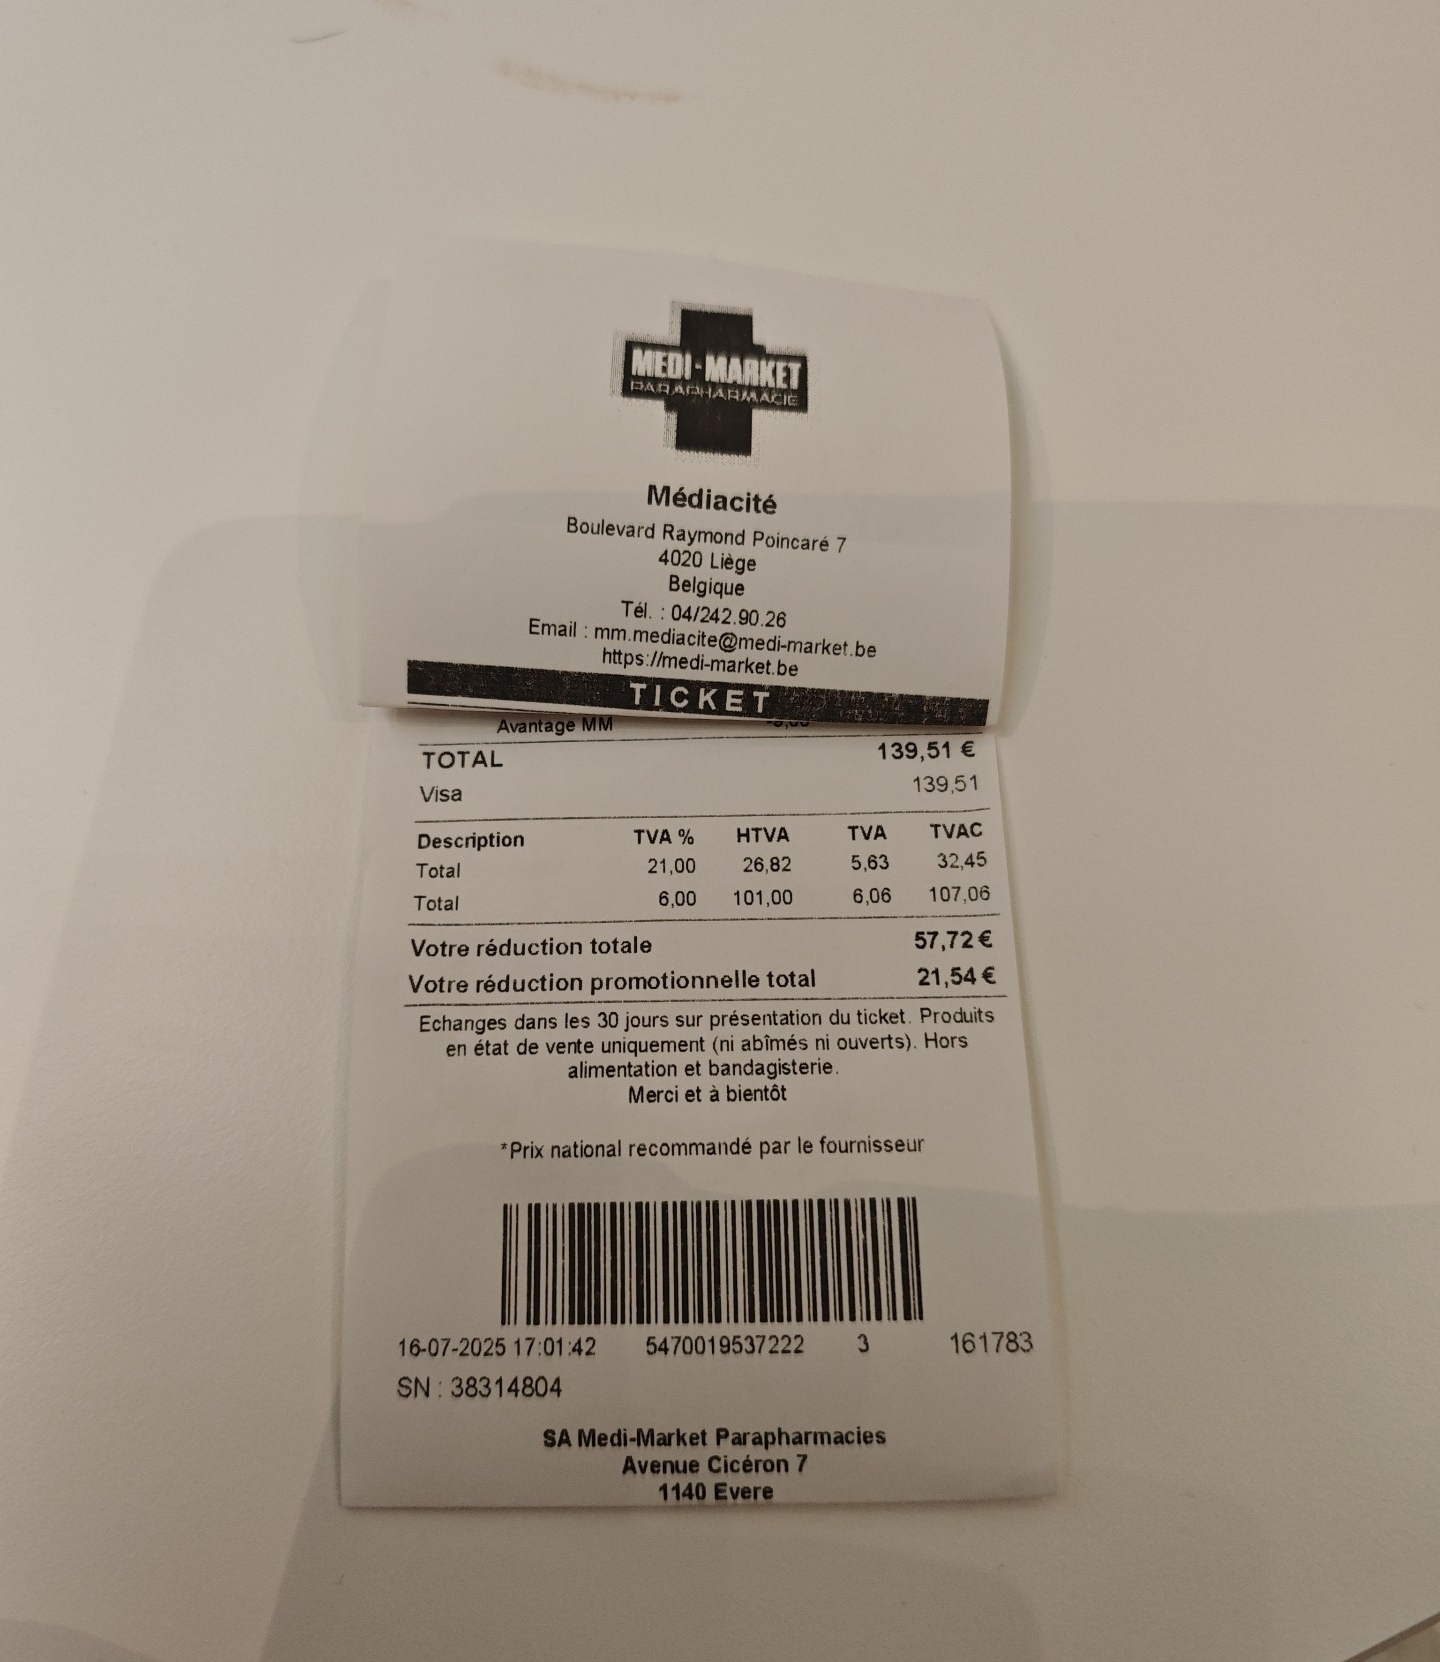 MEDI-MARKET
PARAPHARMACIE
Médiacité
Boulevard Raymond Poincaré 7
4020 Liège
Belgique
Tél. : 04/242.90.26
Email : mm.mediacite@medi-market.be
https://medi-market.be
TICKET
Avantage MM
TOTAL 139,51 €
Visa 139,51
Description TVA % HTVA TVA TVAC
Total 21,00 26,82 5,63 32,45
Total 6,00 101,00 6,06 107,06
Votre réduction totale 57,72 €
Votre réduction promotionnelle total 21,54 €
Echanges dans les 30 jours sur présentation du ticket. Produits
en état de vente uniquement (ni abîmés ni ouverts). Hors
alimentation et bandagisterie.
Merci et à bientôt
*Prix national recommandé par le fournisseur
16-07-2025 17:01:42 5470019537222 3 161783
SN : 38314804
SA Medi-Market Parapharmacies
Avenue Cicéron 7
1140 Evere